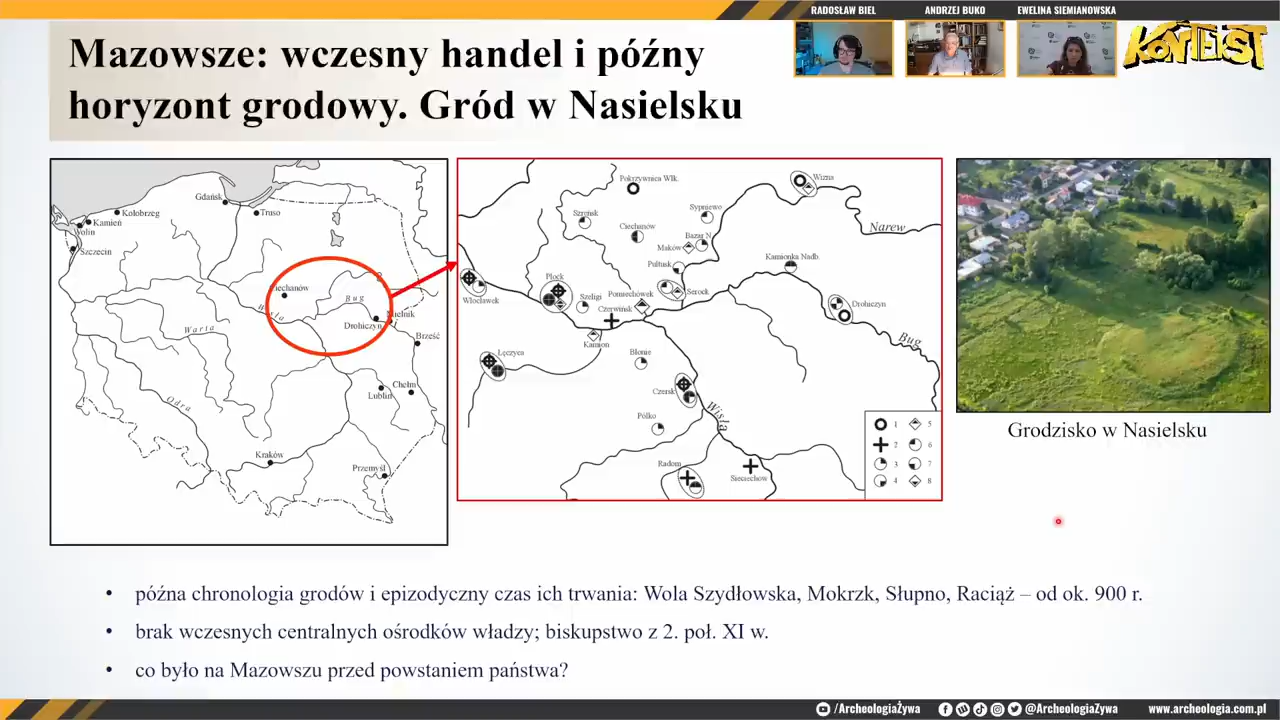 RADOSŁAW BIEL
ANDRZEJ BUKO
EWELINA SIEMIANOWSKA
KONTEKST
Mazowsze: wczesny handel i późny
horyzont grodowy. Gród w Nasielsku
Gdańsk
Truso
Kołobrzeg
Kamień
Wolin
Szczecin
Ciechanów
Bug
Wisła
Mielnik
Drohiczyn
Warta
Brześć
Odra
Lublin
Chełm
Kraków
Przemyśl
Pokrzywnica Wlk.
Wizna
Szreńsk
Sypniewo
Ciechanów
Narew
Bazar N.
Maków
Pułtusk
Kamionka Nadb.
Płock
Włocławek
Szeligi
Pomiechówek
Serock
Czerwińsk
Drohiczyn
Kamion
Bug
Łęczyca
Błonie
Czersk
Wisła
Pólko
Radom
Sieciechów
1 5
2 6
3 7
4 8
Grodzisko w Nasielsku
• późna chronologia grodów i epizodyczny czas ich trwania: Wola Szydłowska, Mokrzk, Słupno, Raciąż – od ok. 900 r.
• brak wczesnych centralnych ośrodków władzy; biskupstwo z 2. poł. XI w.
• co było na Mazowszu przed powstaniem państwa?
/ArcheologiaŻywa
@ArcheologiaŻywa
www.archeologia.com.pl